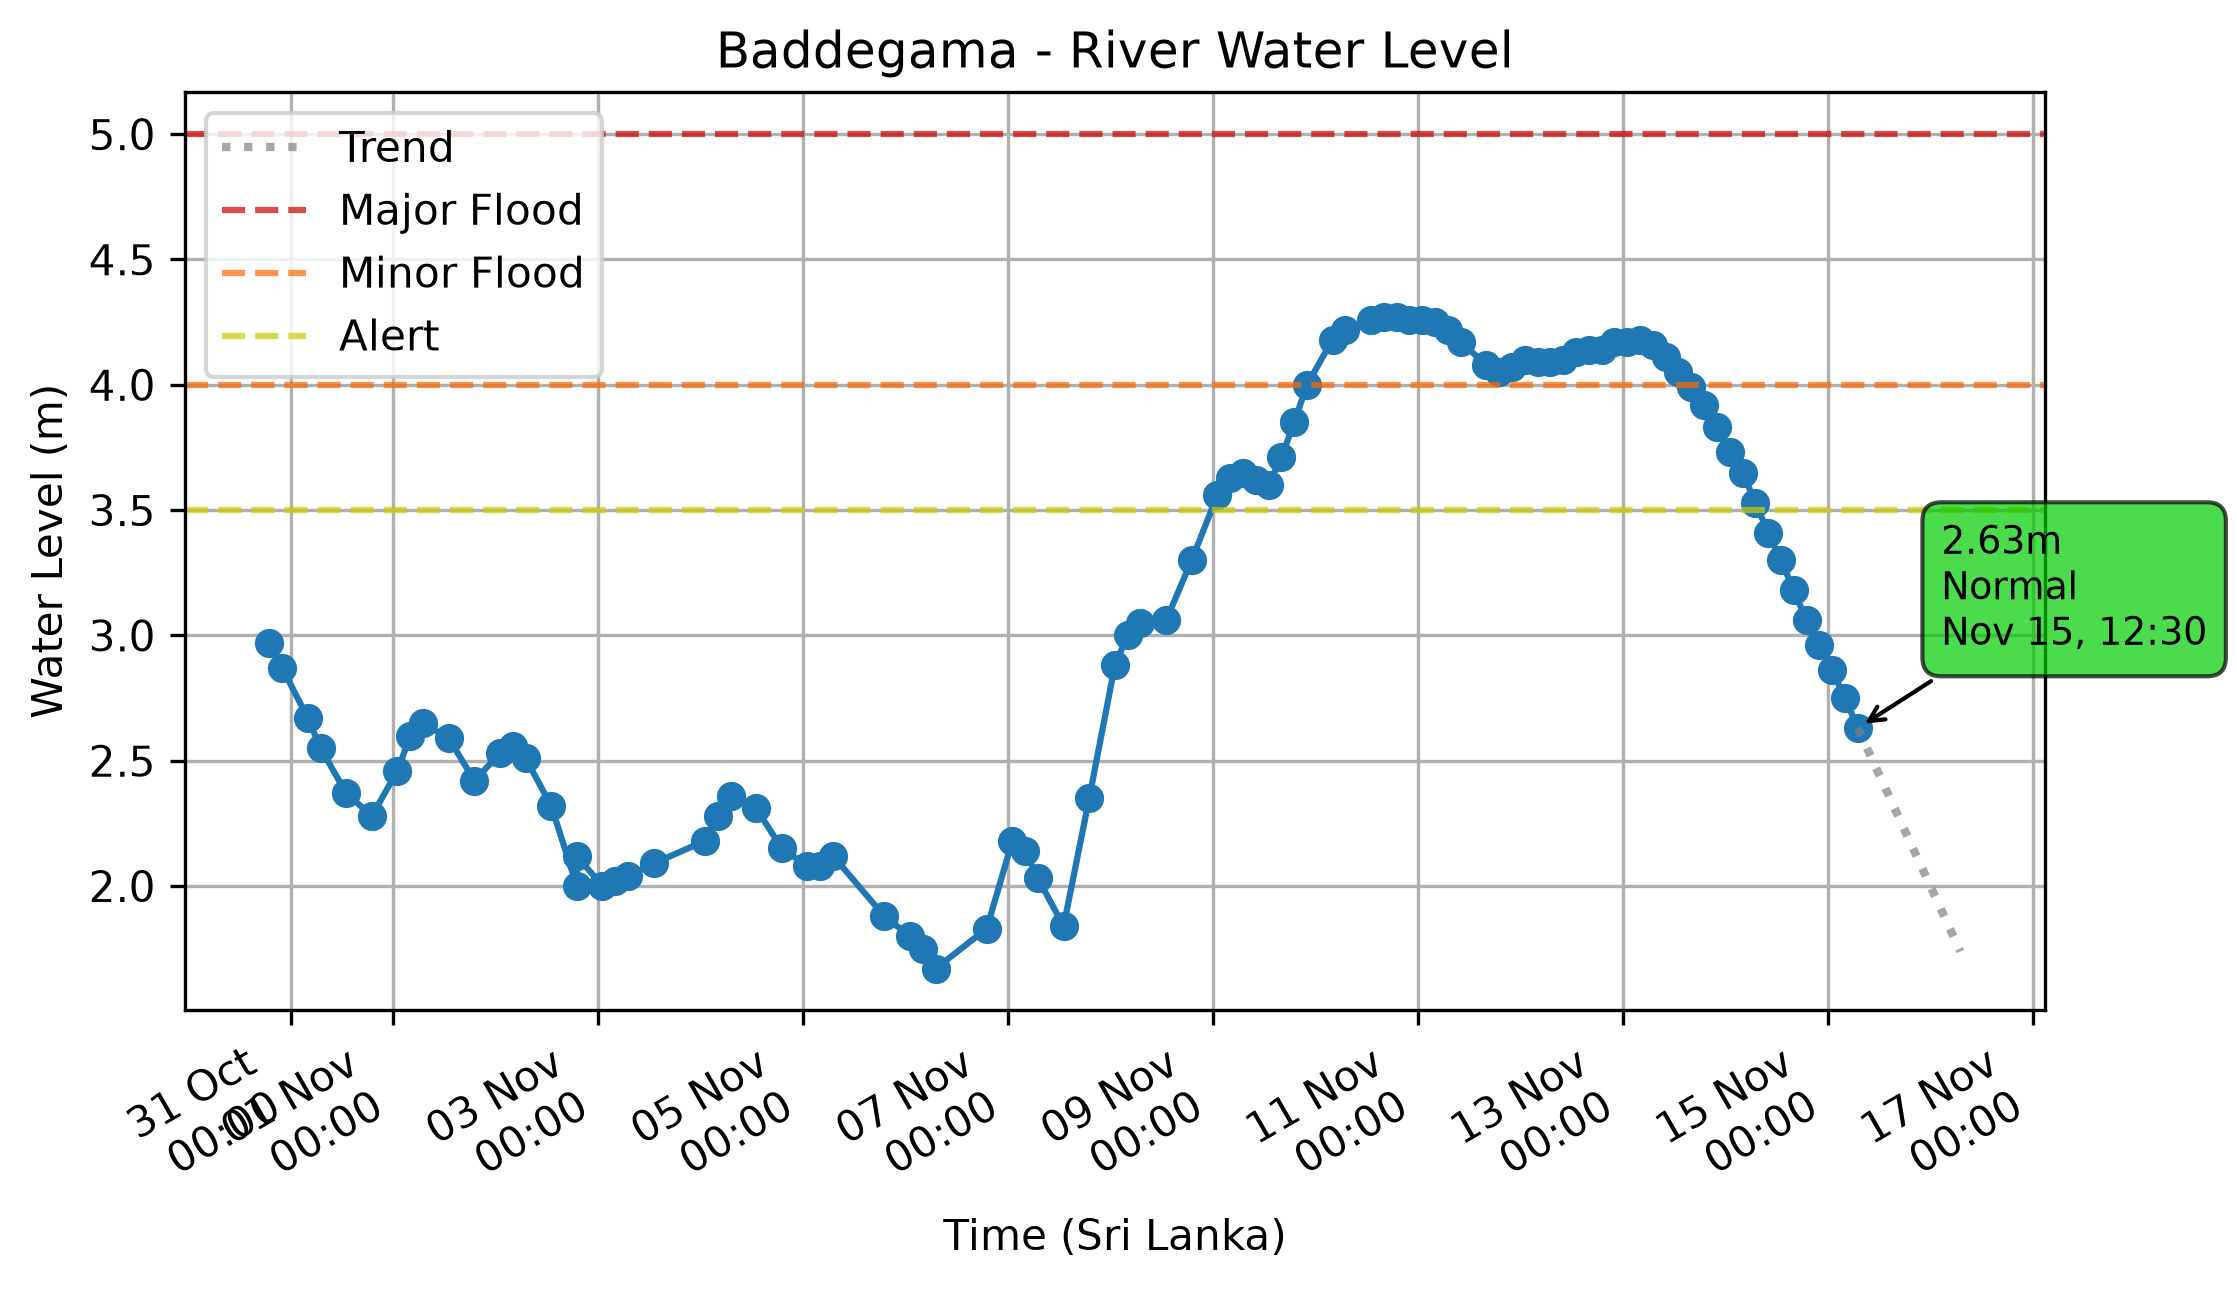 Baddegama - River Water Level
Trend
Major Flood
Minor Flood
Alert
5.0
4.5
4.0
3.5
3.0
2.5
2.0
Water Level (m)
2.63m
Normal
Nov 15, 12:30
31 Oct
00:00
01 Nov
00:00
03 Nov
00:00
05 Nov
00:00
07 Nov
00:00
09 Nov
00:00
11 Nov
00:00
13 Nov
00:00
15 Nov
00:00
17 Nov
00:00
Time (Sri Lanka)